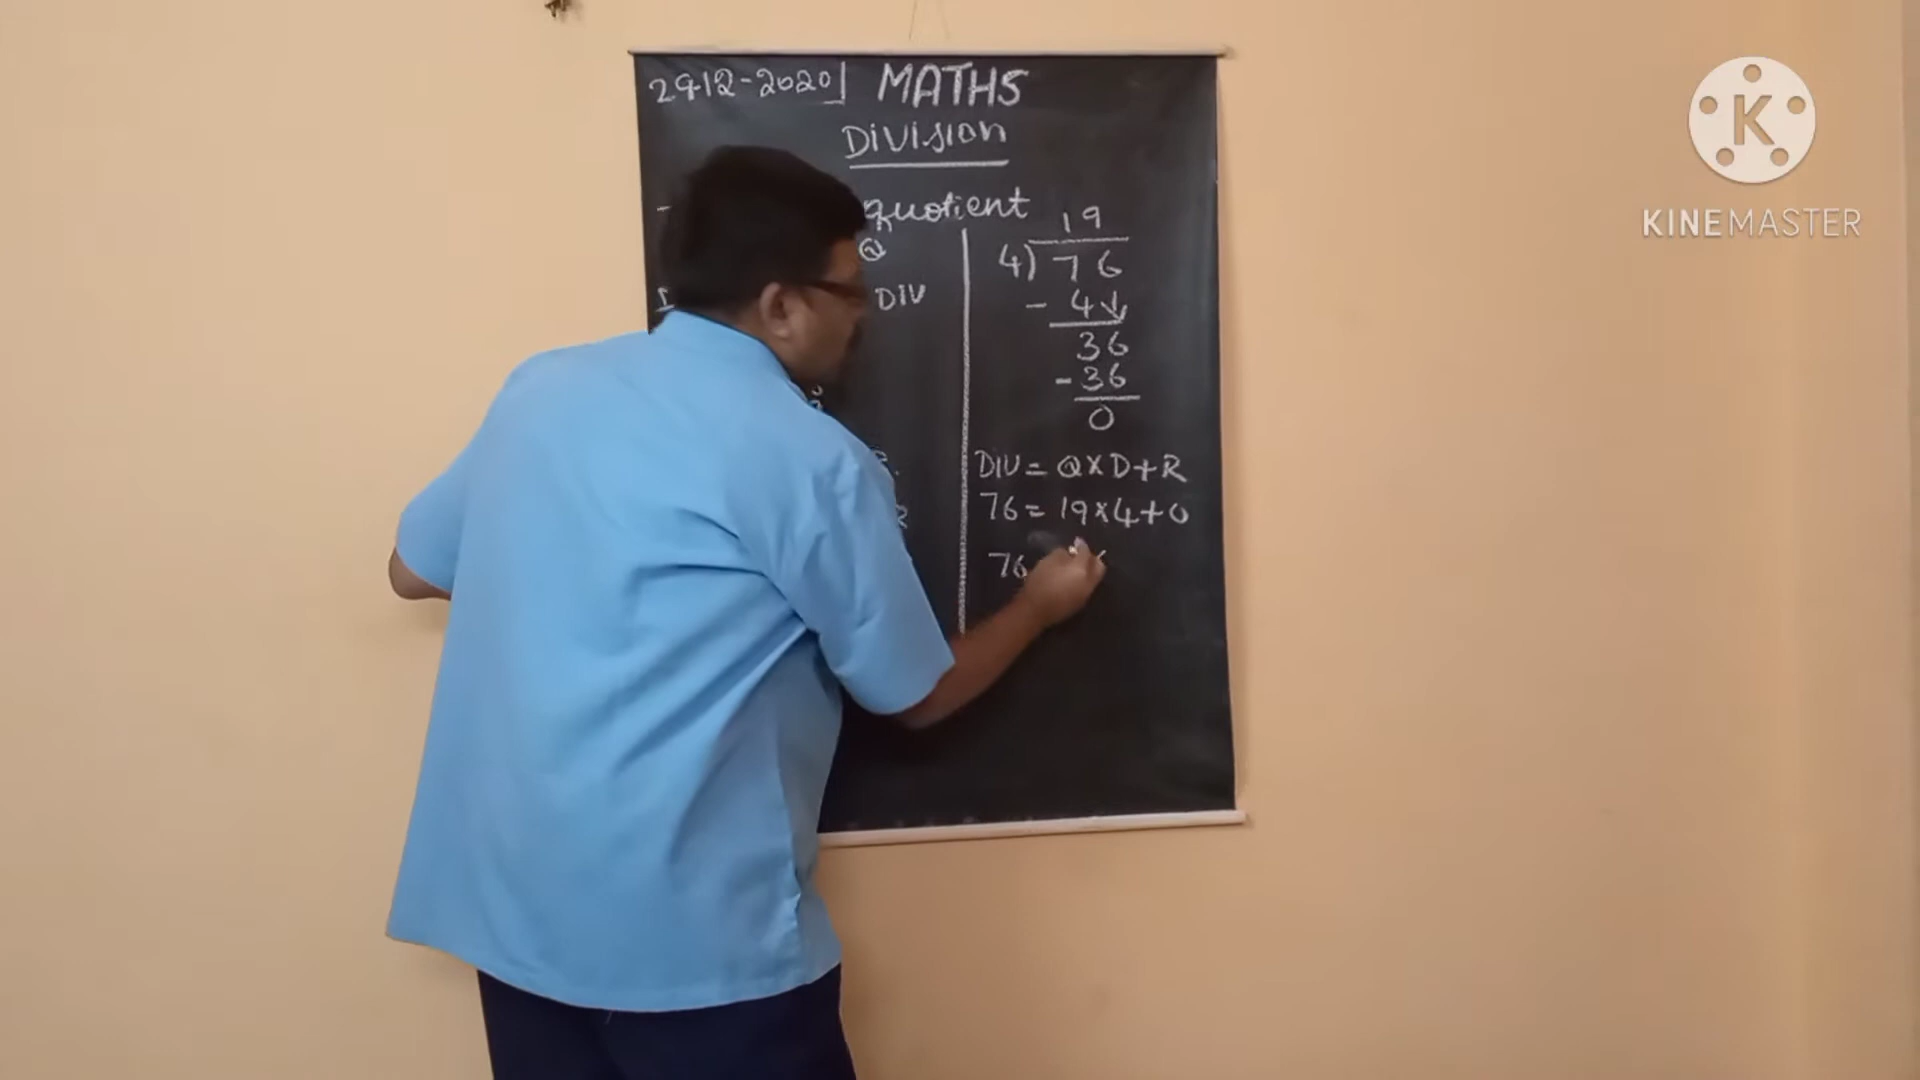 29-12-2020 MATHS
DiVision
quotient
Q
DIV
19
4) 76
- 4↓
36
- 36
0
DIV = Q × D + R
76 = 19 × 4 + 0
76
K
KINEMASTER